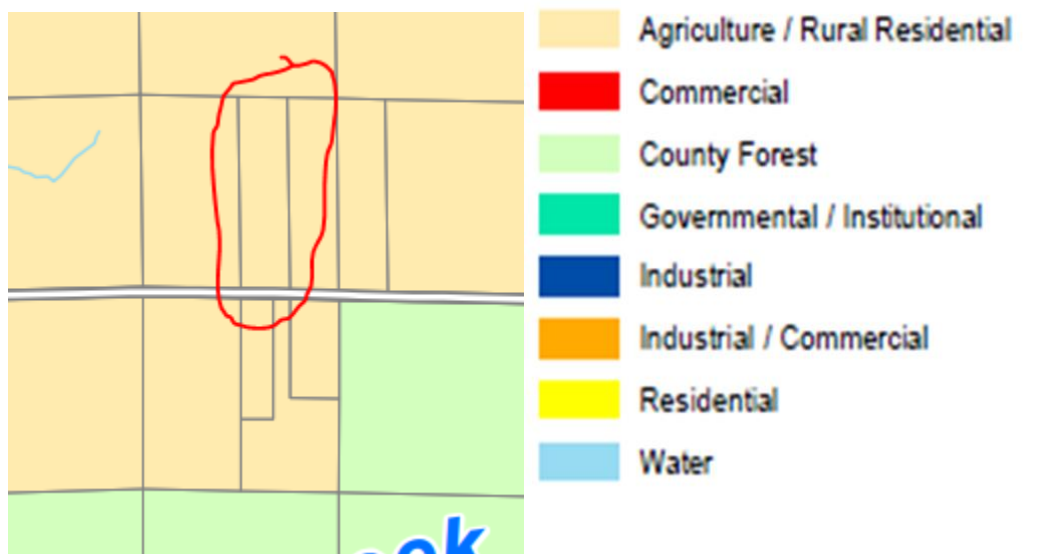 Agriculture / Rural Residential
Commercial
County Forest
Governmental / Institutional
Industrial
Industrial / Commercial
Residential
Water